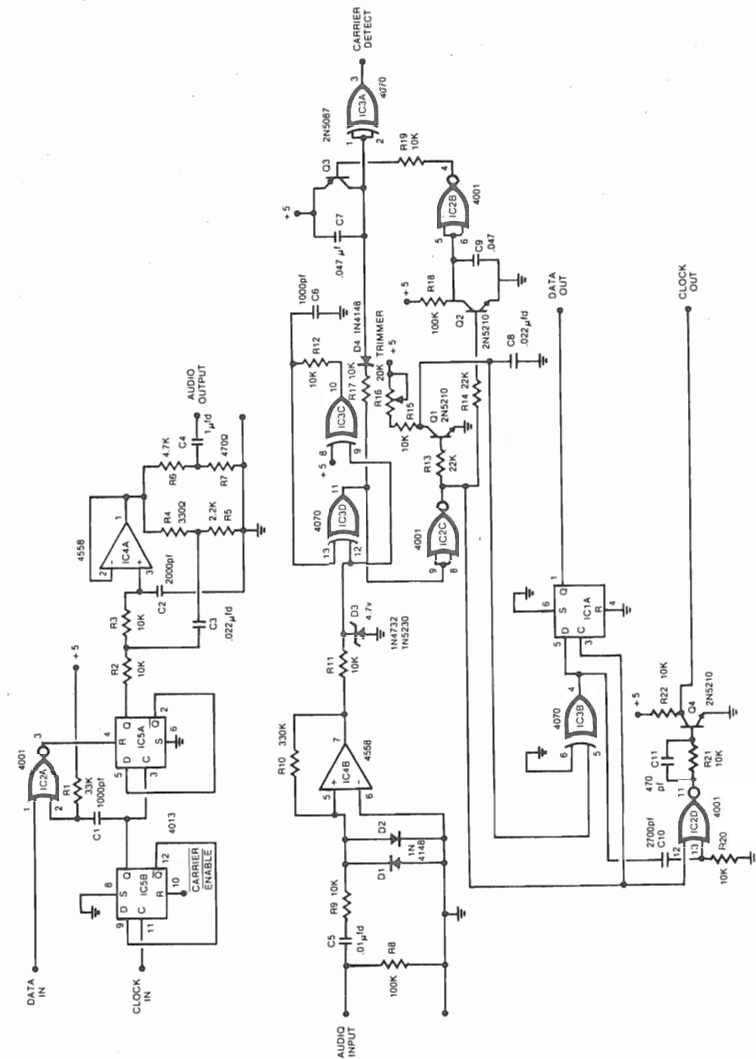 DATA
IN
CLOCK
IN
1
2
3
4001
IC2A
R1
33K
C1
1000pf
+ 5
8
9
D
S
Q
C
R
Q
11
10
12
IC5B
4013
CARRIER
ENABLE
4
5
3
R
D
Q
C
S
Q
2
6
IC5A
R2
10K
R3
10K
C2
2000pf
C3
.022µfd
4558
2
3
1
IC4A
R4
330Ω
2.2K
R5
R6
4.7K
C4
1µfd
R7
470Ω
AUDIO
OUTPUT
AUDIO
INPUT
C5
.01µfd
R8
100K
R9
10K
D1
D2
1N
4148
R10
330K
5
6
7
IC4B
4558
R11
10K
D3
4.7v
1N4732
1N5230
4070
13
12
11
IC3D
+ 5
8
9
10
IC3C
R12
10K
1000pf
C6
R17 10K
D4 1N4148
R16
20K TRIMMER
+ 5
10K
R15
Q1
2N5210
R13
22K
4001
9
8
IC2C
R14 22K
C8
.022µfd
+ 5
R18
100K
Q2
2N5210
C9
.047
5
6
4
IC2B
4001
R19
10K
+ 5
C7
.047 µf
Q3
2N5087
1
2
3
IC3A
4070
CARRIER
DETECT
4070
6
5
4
IC3B
5
6
D
S
Q
C
R
1
3
4
IC1A
DATA
OUT
2700pf
C10
12
13
11
IC2D
4001
R20
10K
470
pf
C11
R21
10K
+ 5
R22 10K
Q4
2N5210
CLOCK OUT